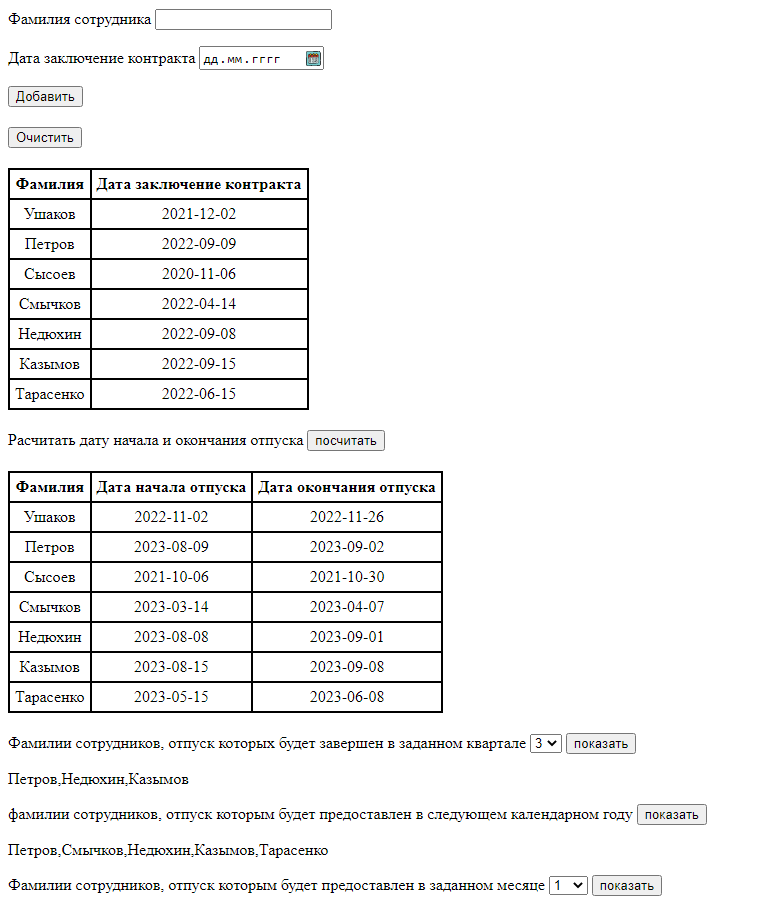 Фамилия сотрудника
Дата заключение контракта дд.мм.гггг
Добавить
Очистить
Фамилия Дата заключение контракта
Ушаков 2021-12-02
Петров 2022-09-09
Сысоев 2020-11-06
Смычков 2022-04-14
Недюхин 2022-09-08
Казымов 2022-09-15
Тарасенко 2022-06-15
Расчитать дату начала и окончания отпуска посчитать
Фамилия Дата начала отпуска Дата окончания отпуска
Ушаков 2022-11-02 2022-11-26
Петров 2023-08-09 2023-09-02
Сысоев 2021-10-06 2021-10-30
Смычков 2023-03-14 2023-04-07
Недюхин 2023-08-08 2023-09-01
Казымов 2023-08-15 2023-09-08
Тарасенко 2023-05-15 2023-06-08
Фамилии сотрудников, отпуск которых будет завершен в заданном квартале 3 показать
Петров,Недюхин,Казымов
фамилии сотрудников, отпуск которым будет предоставлен в следующем календарном году показать
Петров,Смычков,Недюхин,Казымов,Тарасенко
Фамилии сотрудников, отпуск которым будет предоставлен в заданном месяце 1 показать